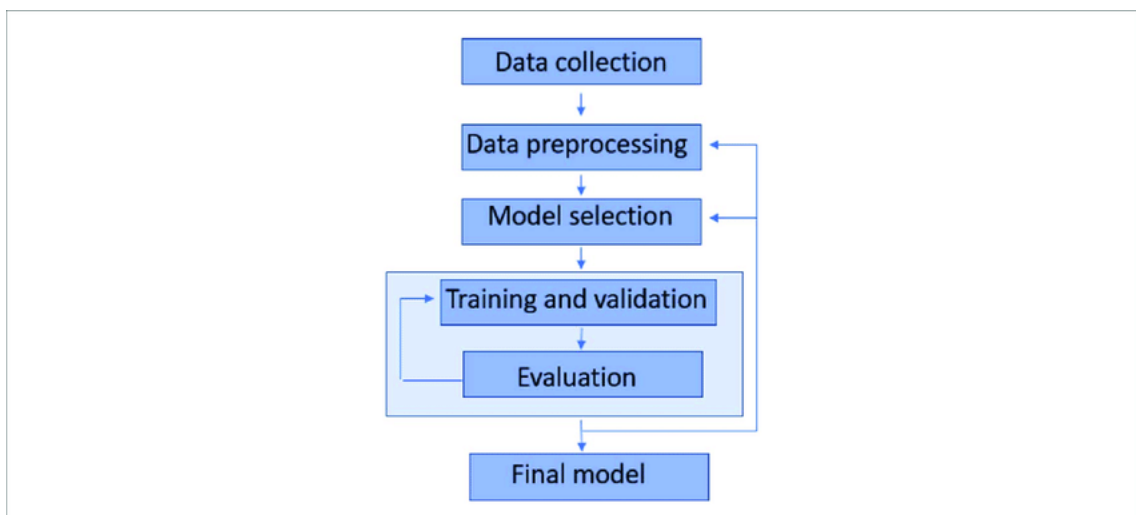 Data collection
Data preprocessing
Model selection
Training and validation
Evaluation
Final model